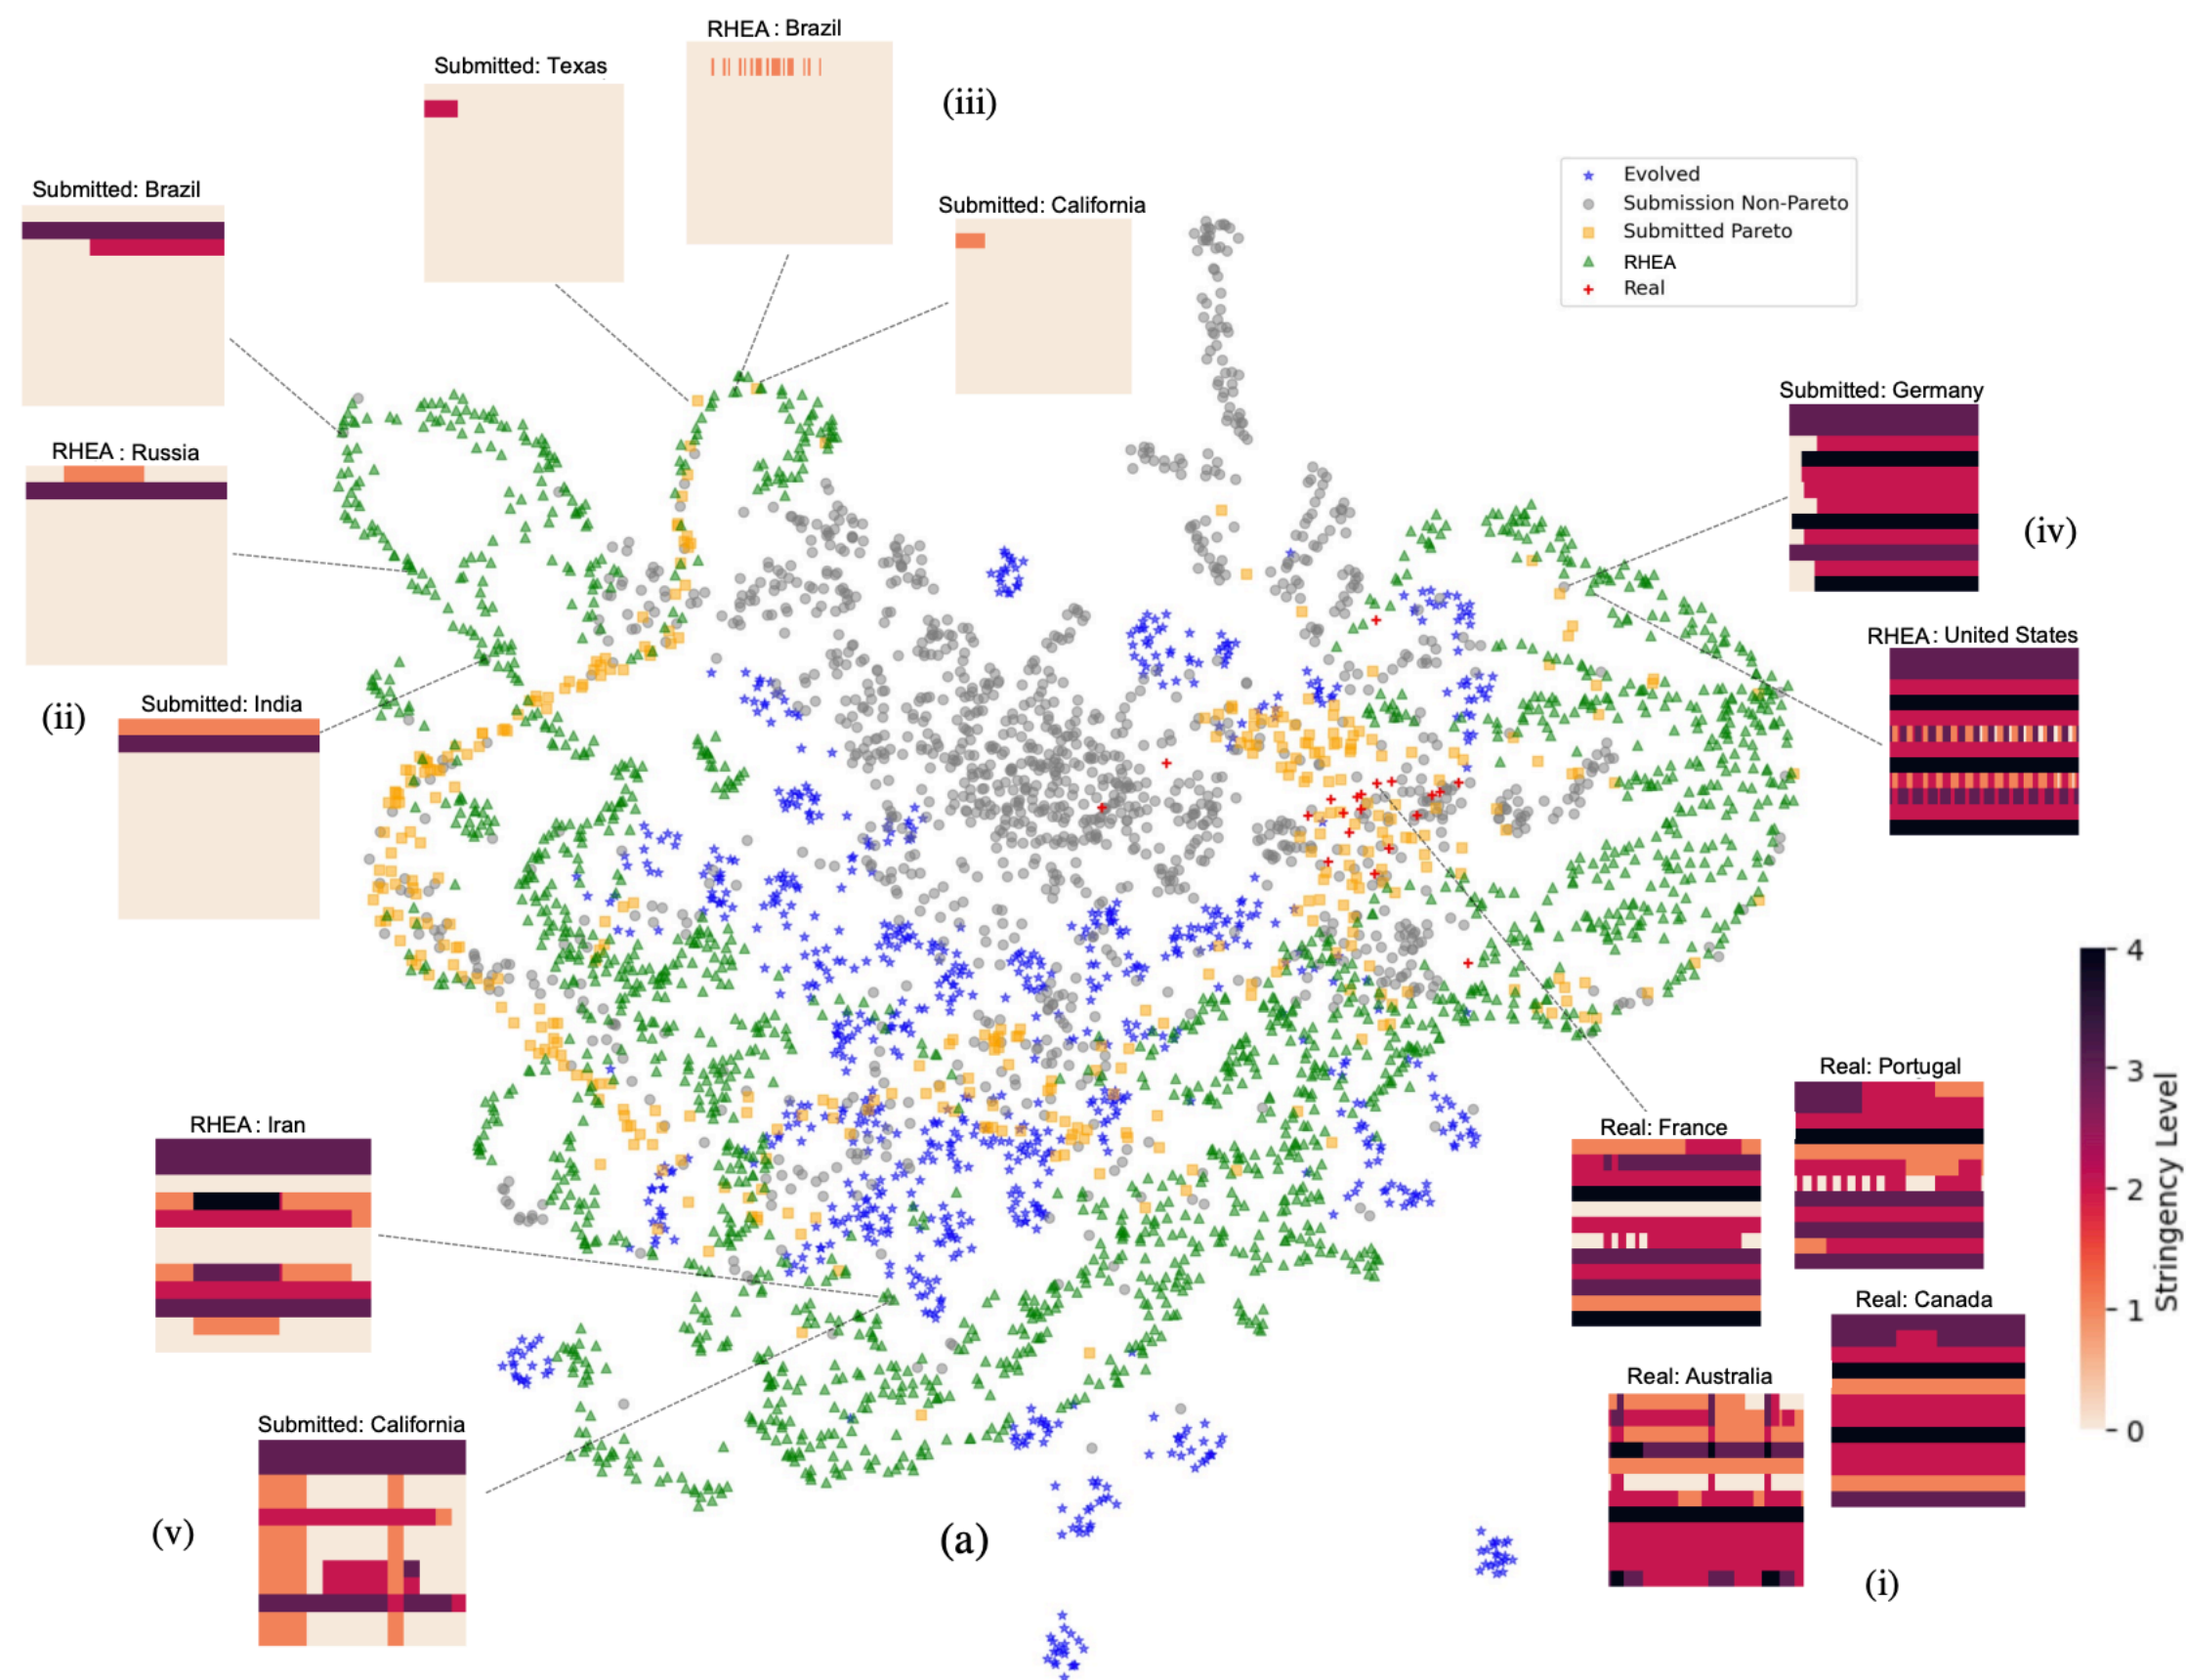 RHEA : Brazil
Submitted: Texas
(iii)
Submitted: Brazil
Submitted: California
Evolved
Submission Non-Pareto
Submitted Pareto
RHEA
Real
Submitted: Germany
RHEA : Russia
(iv)
RHEA : United States
(ii)
Submitted: India
4
3
2
1
0
Stringency Level
Real: Portugal
RHEA : Iran
Real: France
Real: Canada
Real: Australia
Submitted: California
(v)
(a)
(i)